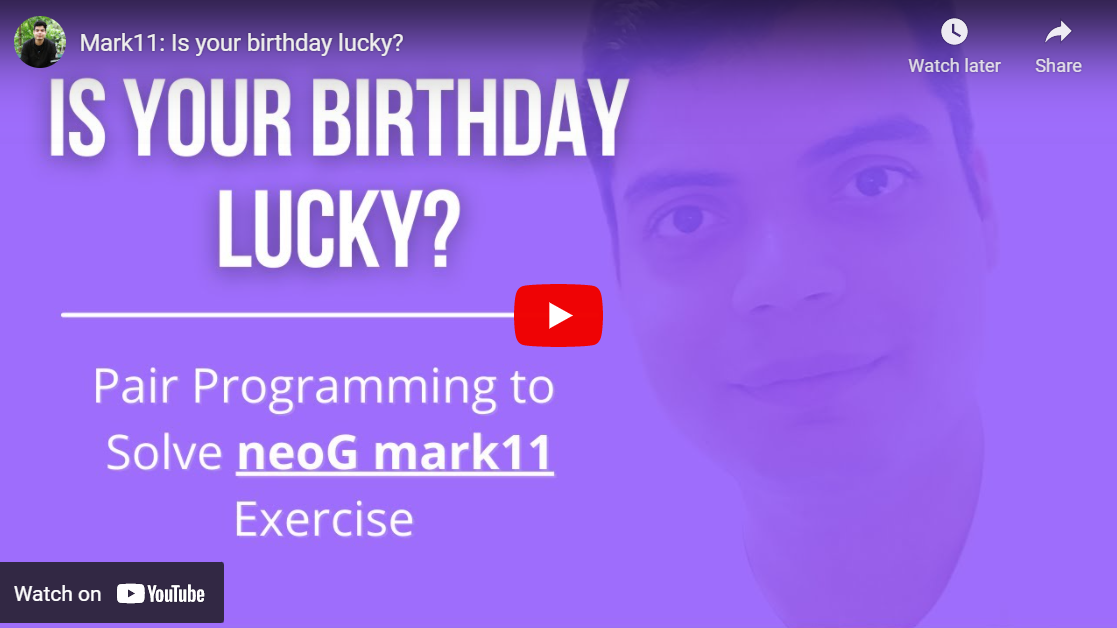 Mark11: Is your birthday lucky?
Watch later
Share
IS YOUR BIRTHDAY
LUCKY?
Pair Programming to
Solve neoG mark11
Exercise
Watch on YouTube